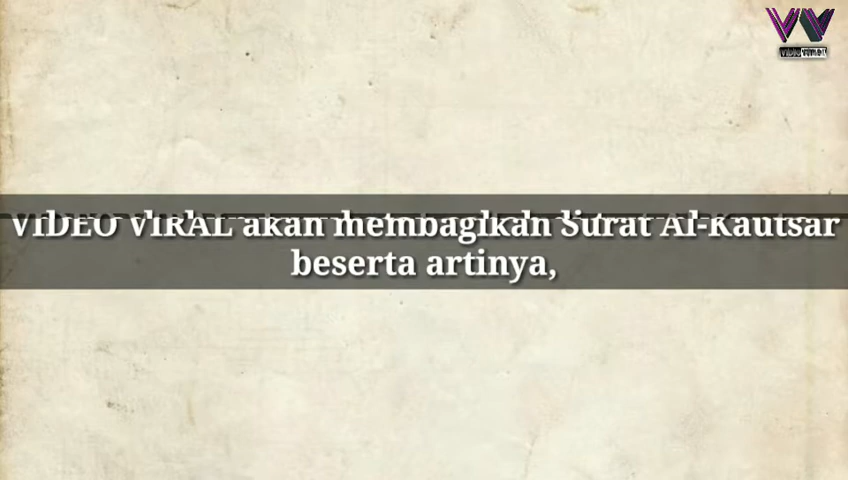 VIDEO VIRAL akan membagikan Surat Al-Kautsar
beserta artinya,